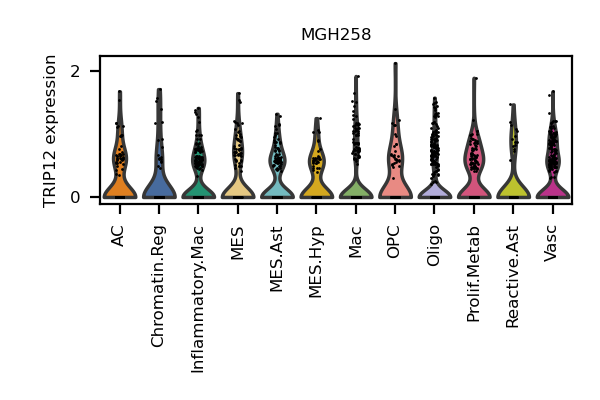 MGH258
TRIP12 expression
2
0
AC
Chromatin.Reg
Inflammatory.Mac
MES
MES.Ast
MES.Hyp
Mac
OPC
Oligo
Prolif.Metab
Reactive.Ast
Vasc